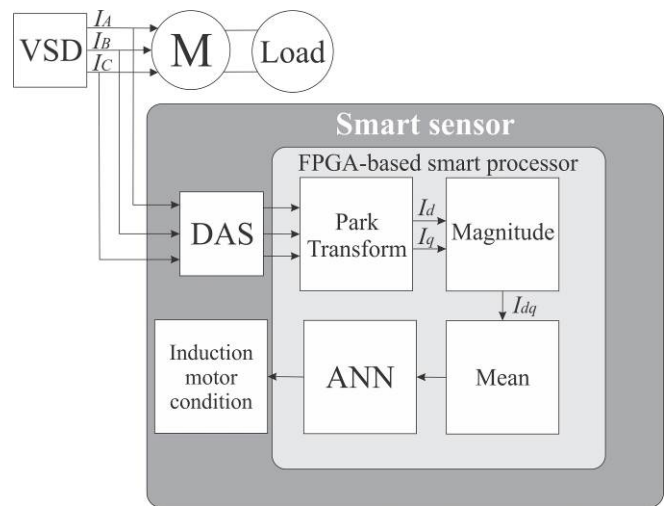 I_A
I_B
I_C
VSD
M
Load
Smart sensor
FPGA-based smart processor
DAS
Park
Transform
I_d
I_q
Magnitude
I_dq
Induction
motor
condition
ANN
Mean